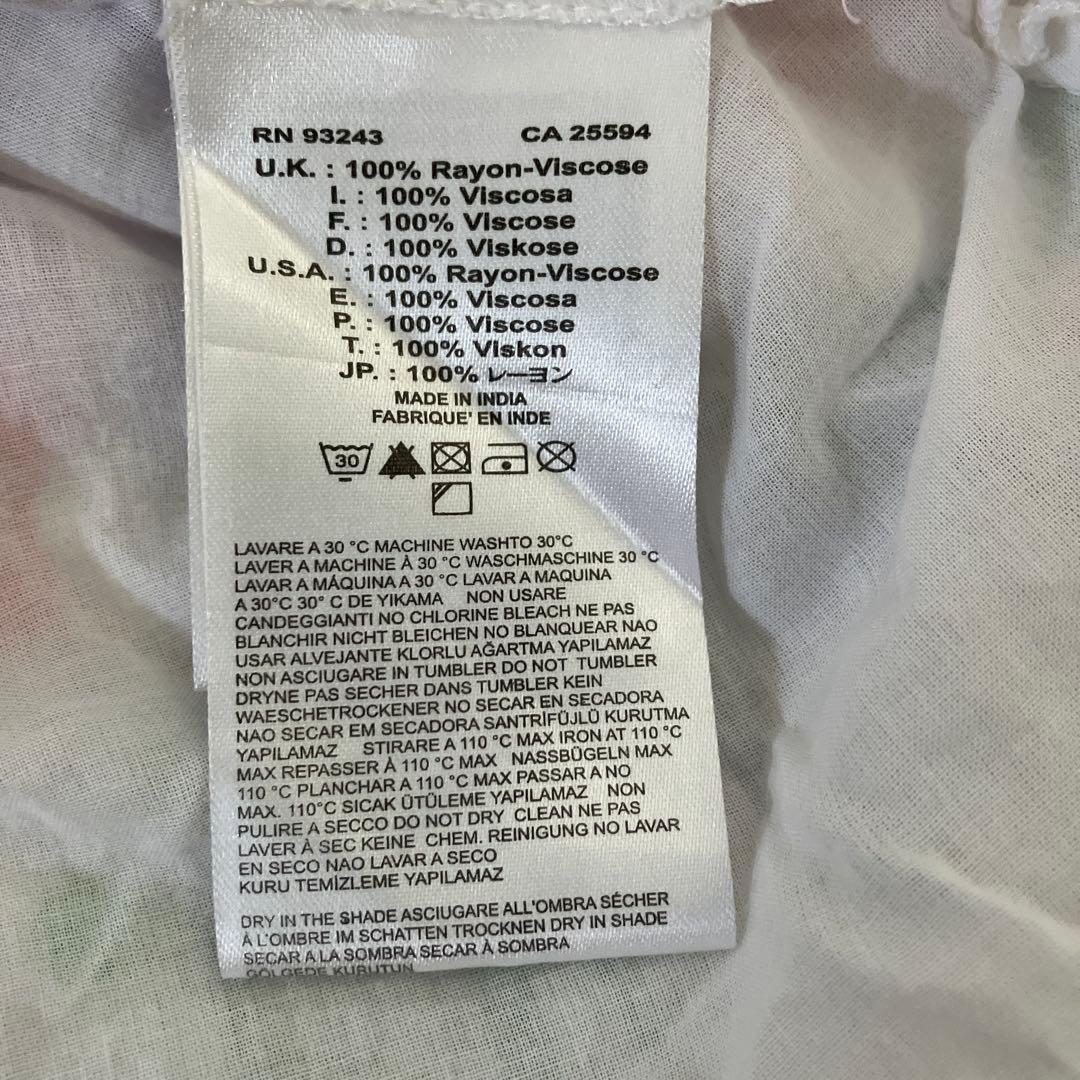 RN 93243 CA 25594
U.K. : 100% Rayon-Viscose
I. : 100% Viscosa
F. : 100% Viscose
D. : 100% Viskose
U.S.A. : 100% Rayon-Viscose
E. : 100% Viscosa
P. : 100% Viscose
T. : 100% Viskon
JP. : 100% レーヨン
MADE IN INDIA
FABRIQUE' EN INDE
30
LAVARE A 30 °C MACHINE WASHTO 30°C
LAVER A MACHINE À 30 °C WASCHMASCHINE 30 °C
LAVAR A MÁQUINA A 30 °C LAVAR A MAQUINA
A 30°C 30° C DE YIKAMA NON USARE
CANDEGGIANTI NO CHLORINE BLEACH NE PAS
BLANCHIR NICHT BLEICHEN NO BLANQUEAR NAO
USAR ALVEJANTE KLORLU AĞARTMA YAPILAMAZ
NON ASCIUGARE IN TUMBLER DO NOT TUMBLER
DRYNE PAS SECHER DANS TUMBLER KEIN
WAESCHETROCKENER NO SECAR EN SECADORA
NAO SECAR EM SECADORA SANTRİFÜJLÜ KURUTMA
YAPILAMAZ STIRARE A 110 °C MAX IRON AT 110 °C
MAX REPASSER À 110 °C MAX NASSBÜGELN MAX
110 °C PLANCHAR A 110 °C MAX PASSAR A NO
MAX. 110°C SICAK ÜTÜLEME YAPILAMAZ NON
PULIRE A SECCO DO NOT DRY CLEAN NE PAS
LAVER À SEC KEINE CHEM. REINIGUNG NO LAVAR
EN SECO NAO LAVAR A SECO
KURU TEMİZLEME YAPILAMAZ
DRY IN THE SHADE ASCIUGARE ALL'OMBRA SÉCHER
À L'OMBRE IM SCHATTEN TROCKNEN DRY IN SHADE
SECAR A LA SOMBRA SECAR À SOMBRA
GÖLGEDE KURUTUN